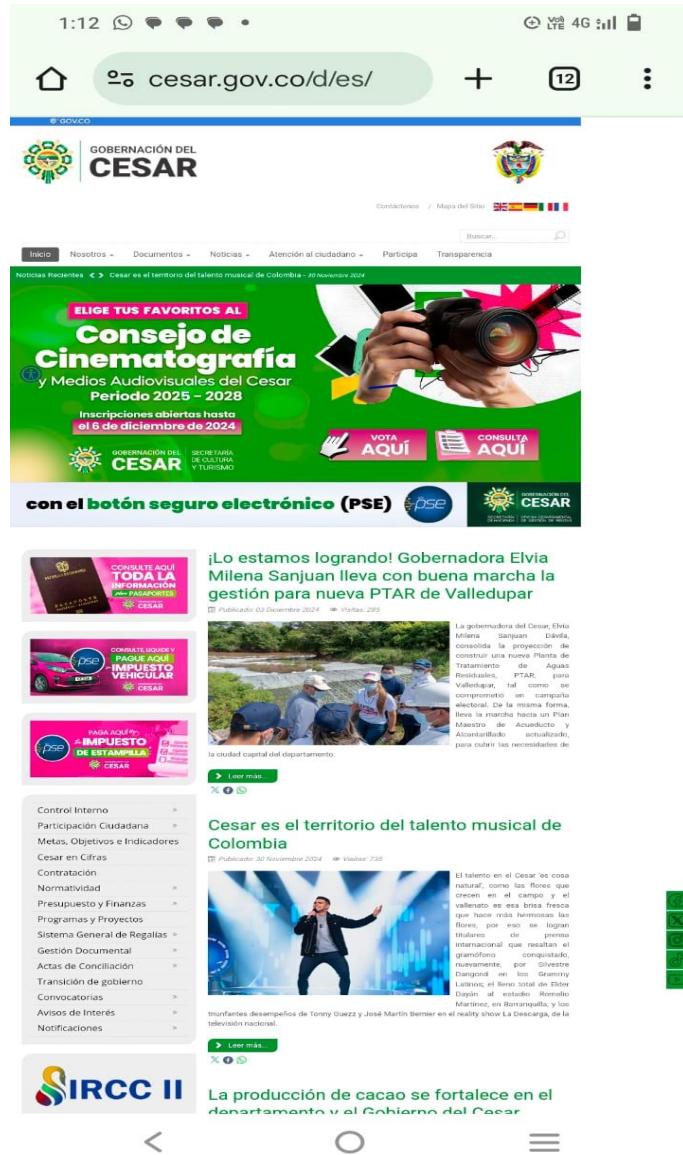 1:12
VoD LTE 4G
cesar.gov.co/d/es/
12
GOV.CO
GOBERNACIÓN DEL
CESAR
Contáctenos / Mapa del Sitio
Buscar...
Inicio Nosotros Documentos Noticias Atención al ciudadano Participa Transparencia
Noticias Recientes Cesar es el territorio del talento musical de Colombia - 30 Noviembre 2024
ELIGE TUS FAVORITOS AL
Consejo de
Cinematografía
y Medios Audiovisuales del Cesar
Periodo 2025 – 2028
Inscripciones abiertas hasta
el 6 de diciembre de 2024
GOBERNACIÓN DEL
CESAR
SECRETARÍA
DE CULTURA
Y TURISMO
VOTA
AQUÍ
CONSULTA
AQUÍ
con el botón seguro electrónico (PSE)
pse
GOBERNACIÓN DEL
CESAR
CONSULTE AQUÍ
TODA LA
INFORMACIÓN
PASAPORTES
CESAR
pse
CONSULTE, LIQUIDE Y
PAGUE AQUÍ
IMPUESTO
VEHICULAR
CESAR
pse
PAGA AQUÍ
IMPUESTO
DE ESTAMPILLA
CESAR
Control Interno
Participación Ciudadana
Metas, Objetivos e Indicadores
Cesar en Cifras
Contratación
Normatividad
Presupuesto y Finanzas
Programas y Proyectos
Sistema General de Regalías
Gestión Documental
Actas de Conciliación
Transición de gobierno
Convocatorias
Avisos de Interés
Notificaciones
SIRCC II
¡Lo estamos logrando! Gobernadora Elvia
Milena Sanjuan lleva con buena marcha la
gestión para nueva PTAR de Valledupar
Publicado: 03 Diciembre 2024 Visitas: 285
La gobernadora del Cesar, Elvia
Milena Sanjuan Dávila,
consolida la proyección de
construir una nueva Planta de
Tratamiento de Aguas
Residuales, PTAR, para
Valledupar, tal como se
comprometió en campaña
electoral. De la misma forma,
lleva la marcha hacia un Plan
Maestro de Acueducto y
Alcantarillado actualizado,
para cubrir las necesidades de
la ciudad capital del departamento.
Leer más...
Cesar es el territorio del talento musical de
Colombia
Publicado: 30 Noviembre 2024 Visitas: 735
El talento en el Cesar 'es cosa
natural', como las flores que
crecen en el campo y el
vallenato es esa brisa fresca
que hace más hermosas las
flores, por eso se logran
titulares de prensa
internacional que resaltan el
gramófono conquistado,
nuevamente, por Silvestre
Dangond en los Grammy
Latinos; el lleno total de Elder
Dayán al estadio Romelio
Martínez, en Barranquilla; y los
triunfantes desempeños de Tonny Guezz y José Martín Bernier en el reality show La Descarga, de la
televisión nacional.
Leer más...
La producción de cacao se fortalece en el
departamento y el Gobierno del Cesar